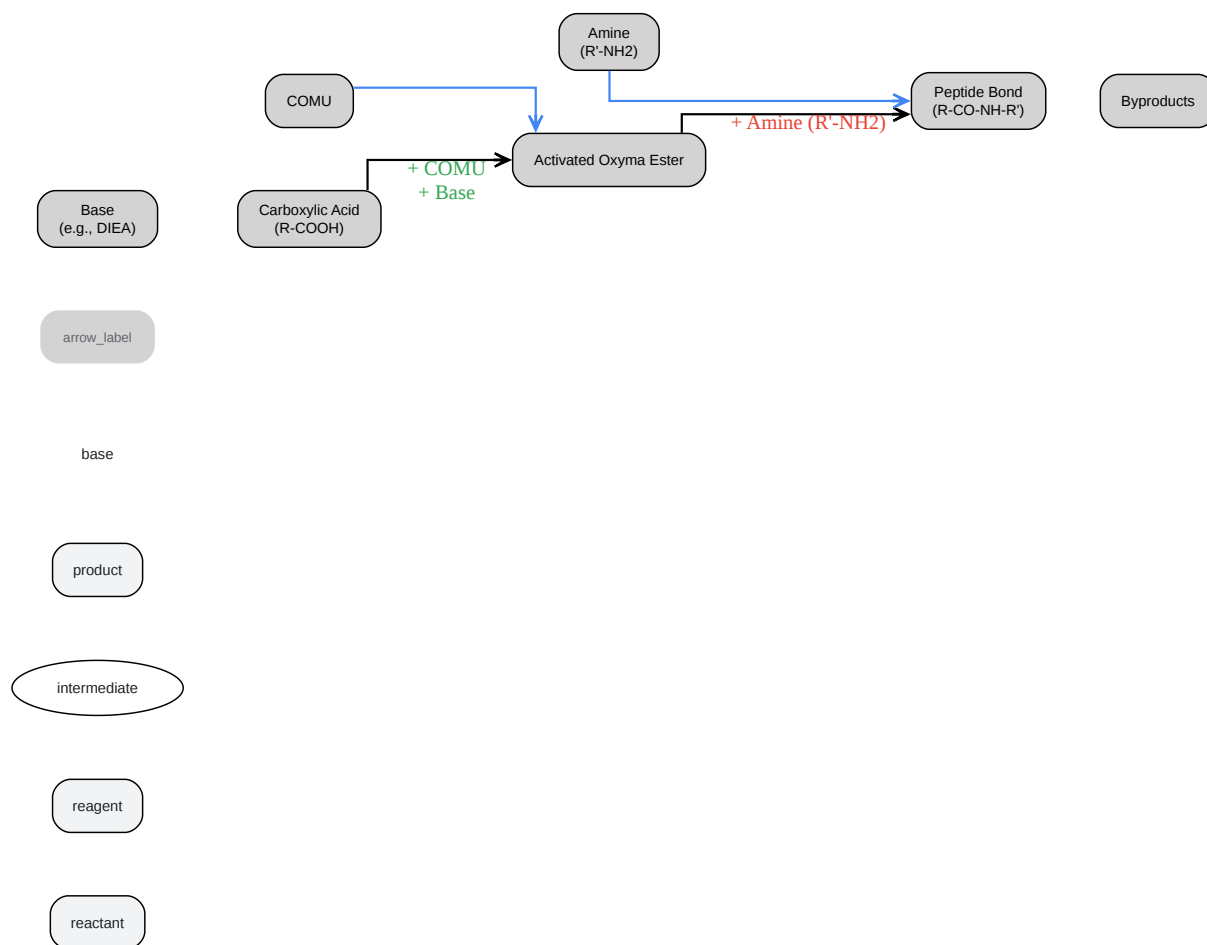 Amine
(R'-NH2)
COMU
Peptide Bond
(R-CO-NH-R')
Byproducts
+ Amine (R'-NH2)
Activated Oxyma Ester
+ COMU
+ Base
Base
(e.g., DIEA)
Carboxylic Acid
(R-COOH)
arrow_label
base
product
intermediate
reagent
reactant